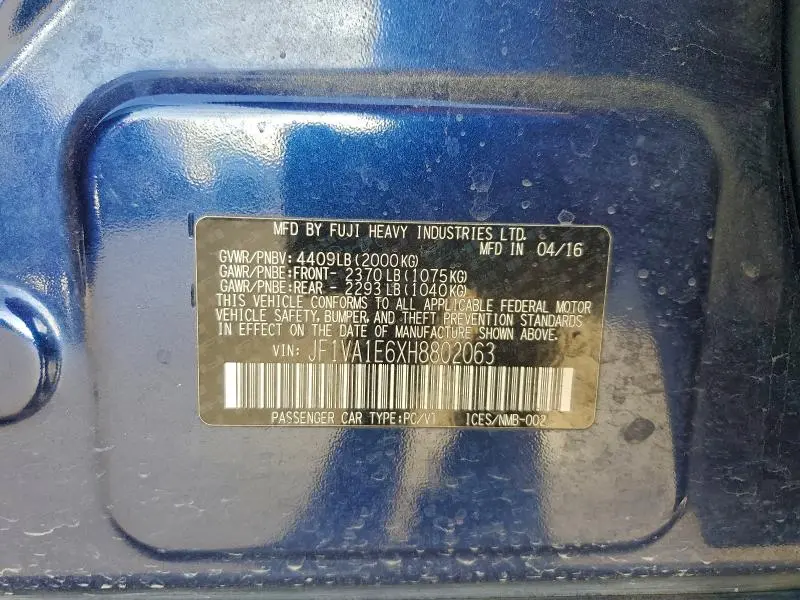 MFD BY FUJI HEAVY INDUSTRIES LTD.
MFD IN 04/16
GVWR/PNBV: 4409LB(2000KG)
GAWR/PNBE:FRONT- 2370LB(1075KG)
GAWR/PNBE:REAR - 2293LB(1040KG)
THIS VEHICLE CONFORMS TO ALL APPLICABLE FEDERAL MOTOR
VEHICLE SAFETY, BUMPER, AND THEFT PREVENTION STANDARDS
IN EFFECT ON THE DATE OF MANUFACTURE SHOWN ABOVE.
VIN: JF1VA1E6XH8802063
PASSENGER CAR TYPE:PC/V1 ICES/NMB-002